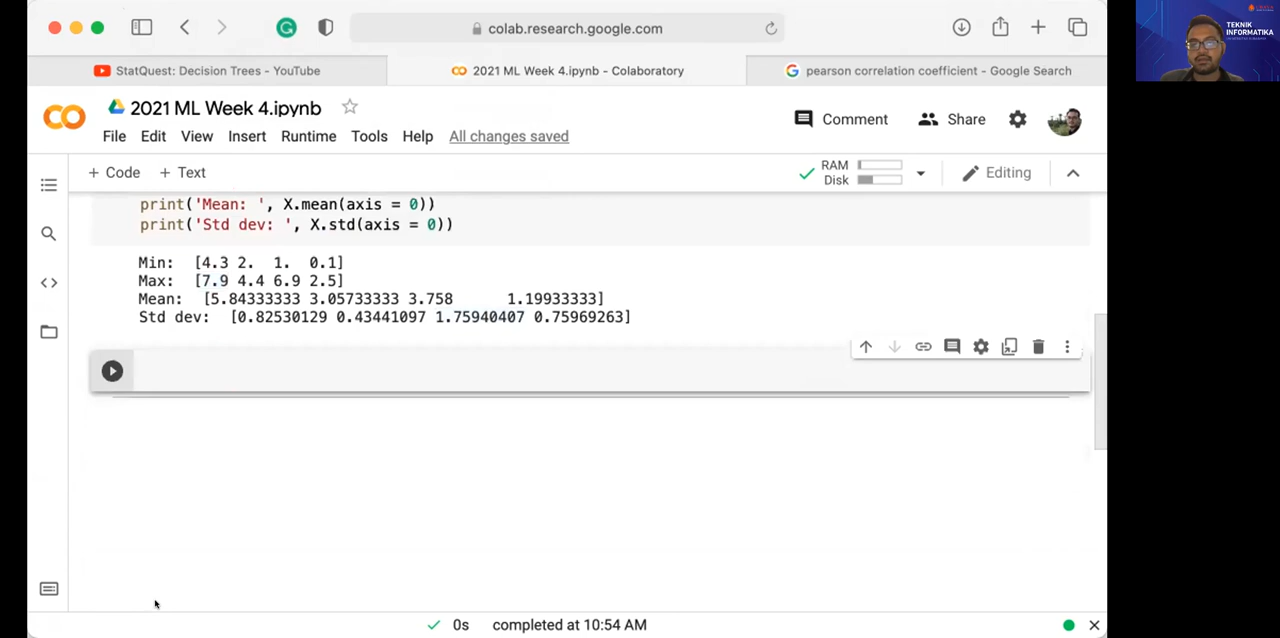 colab.research.google.com
StatQuest: Decision Trees - YouTube
2021 ML Week 4.ipynb - Colaboratory
pearson correlation coefficient - Google Search
TEKNIK
INFORMATIKA
2021 ML Week 4.ipynb
File Edit View Insert Runtime Tools Help All changes saved
Comment Share
+ Code + Text
RAM
Disk
Editing
print('Mean: ', X.mean(axis = 0))
print('Std dev: ', X.std(axis = 0))
Min: [4.3 2. 1. 0.1]
Max: [7.9 4.4 6.9 2.5]
Mean: [5.84333333 3.05733333 3.758 1.19933333]
Std dev: [0.82530129 0.43441097 1.75940407 0.75969263]
0s completed at 10:54 AM